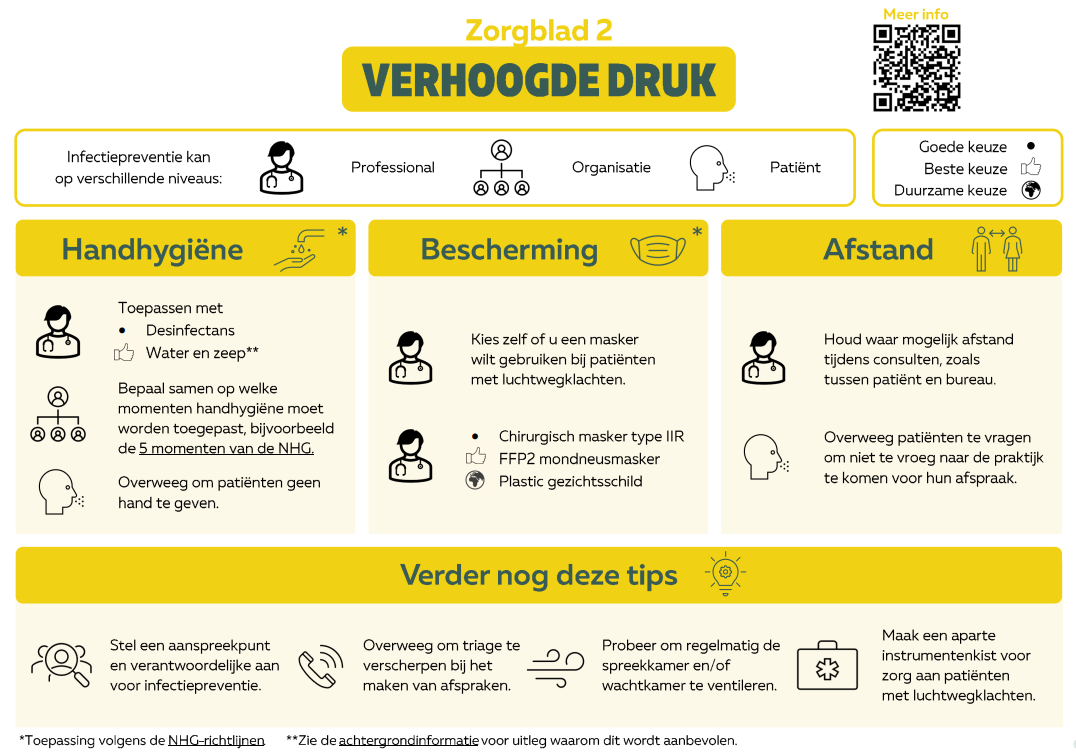 Zorgblad 2
VERHOOGDE DRUK
Meer info
Infectiepreventie kan
op verschillende niveaus:
Professional
Organisatie
Patiënt
Goede keuze •
Beste keuze
Duurzame keuze
Handhygiëne *
Toepassen met
• Desinfectans
Water en zeep**
Bepaal samen op welke
momenten handhygiëne moet
worden toegepast, bijvoorbeeld
de 5 momenten van de NHG.
Overweeg om patiënten geen
hand te geven.
Bescherming *
Kies zelf of u een masker
wilt gebruiken bij patiënten
met luchtwegklachten.
• Chirurgisch masker type IIR
FFP2 mondneusmasker
Plastic gezichtsschild
Afstand
Houd waar mogelijk afstand
tijdens consulten, zoals
tussen patiënt en bureau.
Overweeg patiënten te vragen
om niet te vroeg naar de praktijk
te komen voor hun afspraak.
Verder nog deze tips
Stel een aanspreekpunt
en verantwoordelijke aan
voor infectiepreventie.
Overweeg om triage te
verscherpen bij het
maken van afspraken.
Probeer om regelmatig de
spreekkamer en/of
wachtkamer te ventileren.
Maak een aparte
instrumentenkist voor
zorg aan patiënten
met luchtwegklachten.
*Toepassing volgens de NHG-richtlijnen
**Zie de achtergrondinformatie voor uitleg waarom dit wordt aanbevolen.